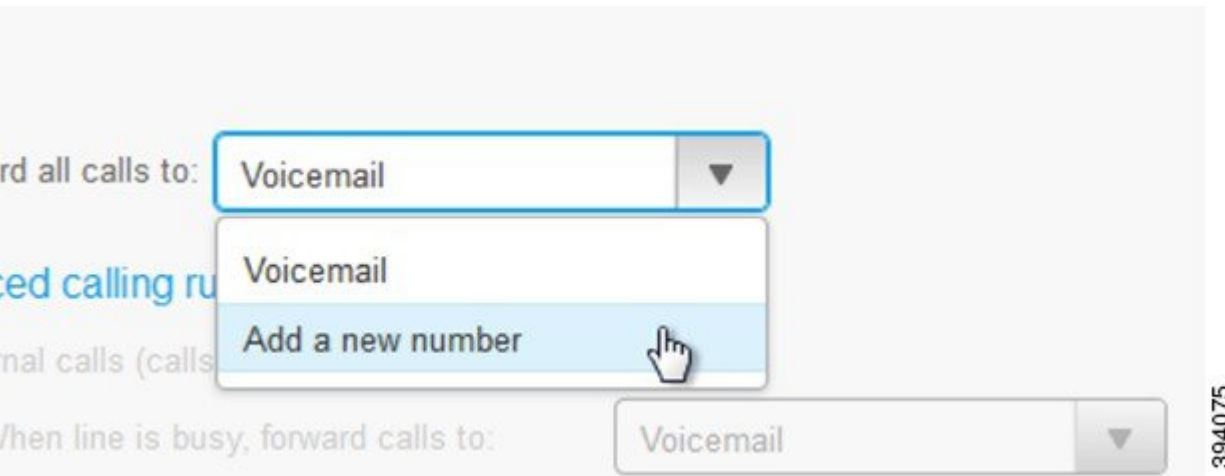 rd all calls to: Voicemail
Voicemail
ced calling ru
Add a new number
nal calls (calls
When line is busy, forward calls to: Voicemail
394075